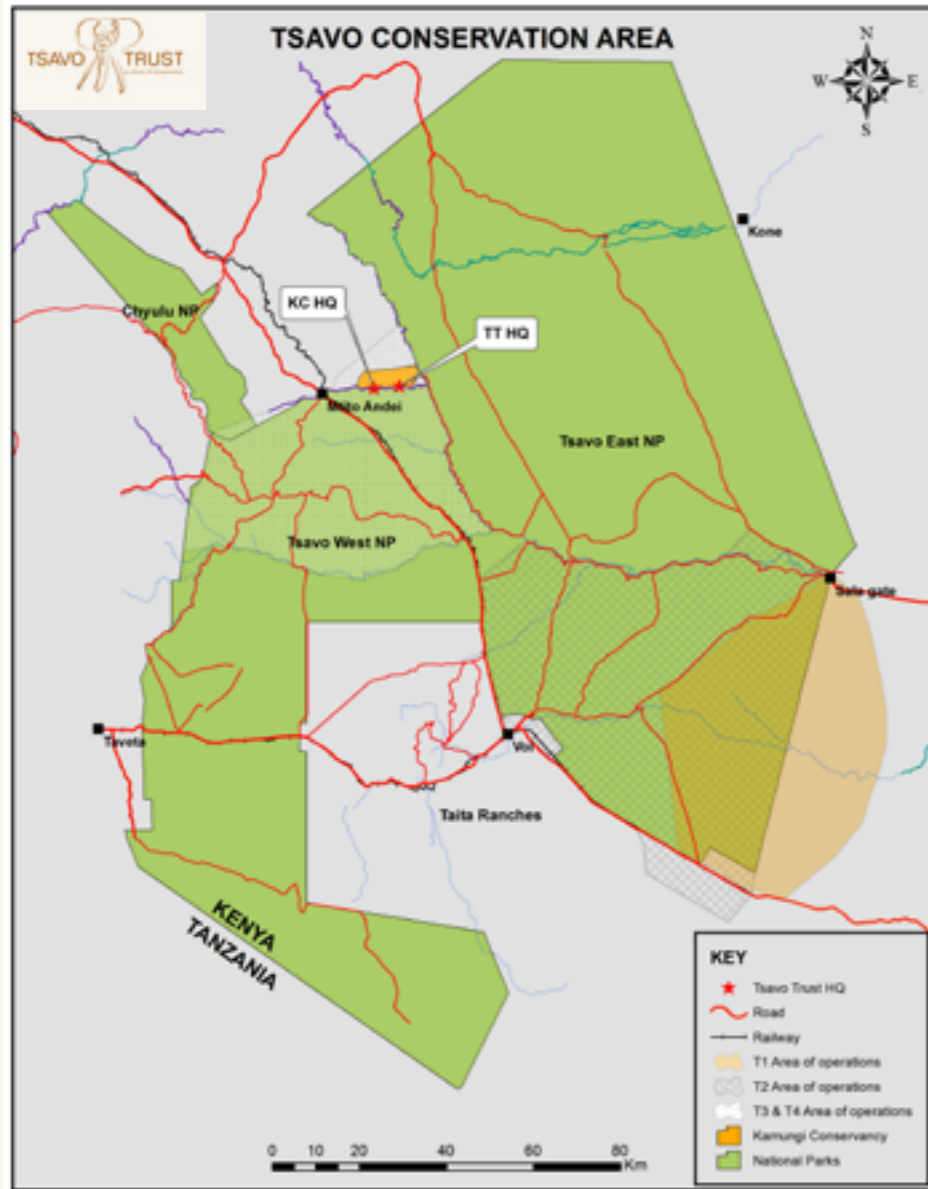 TSAVO TRUST
TSAVO CONSERVATION AREA
N
W E
S
Kone
Chyulu NP
KC HQ
TT HQ
Mtito Andei
Tsavo East NP
Tsavo West NP
Sala gate
Taveta
Voi
Taita Ranches
KENYA
TANZANIA
KEY
Tsavo Trust HQ
Road
Railway
T1 Area of operations
T2 Area of operations
T3 & T4 Area of operations
Kamungi Conservancy
National Parks
0 10 20 40 60 80
Km